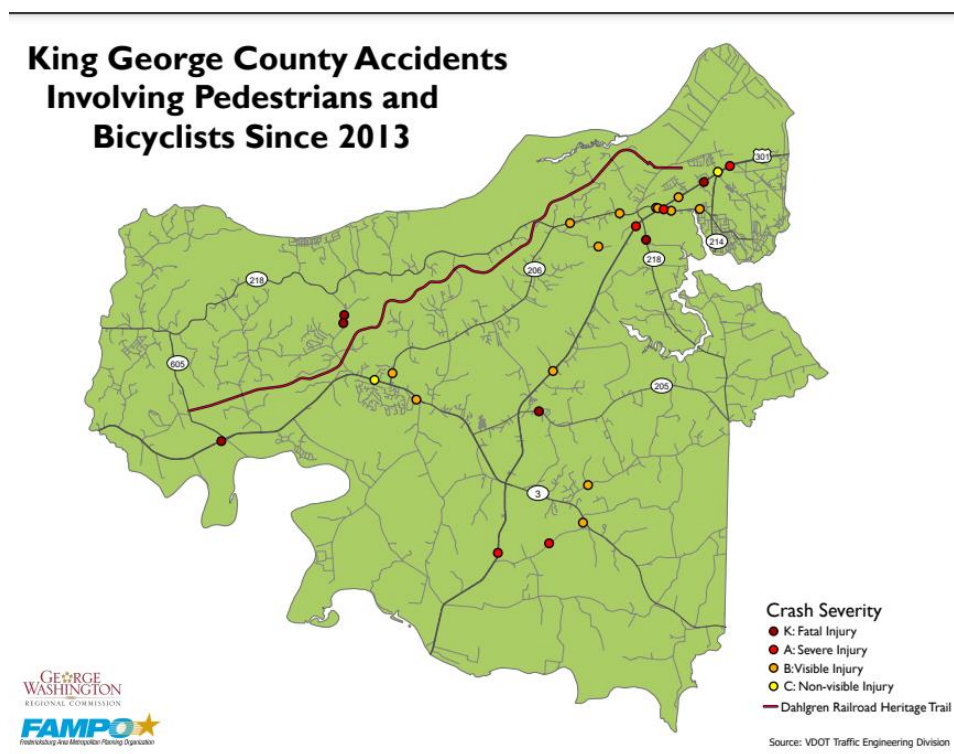 King George County Accidents
Involving Pedestrians and
Bicyclists Since 2013
301
214
218
206
218
605
205
3
Crash Severity
K: Fatal Injury
A: Severe Injury
B: Visible Injury
C: Non-visible Injury
Dahlgren Railroad Heritage Trail
GEORGE
WASHINGTON
REGIONAL COMMISSION
FAMPO
Fredericksburg Area Metropolitan Planning Organization
Source: VDOT Traffic Engineering Division